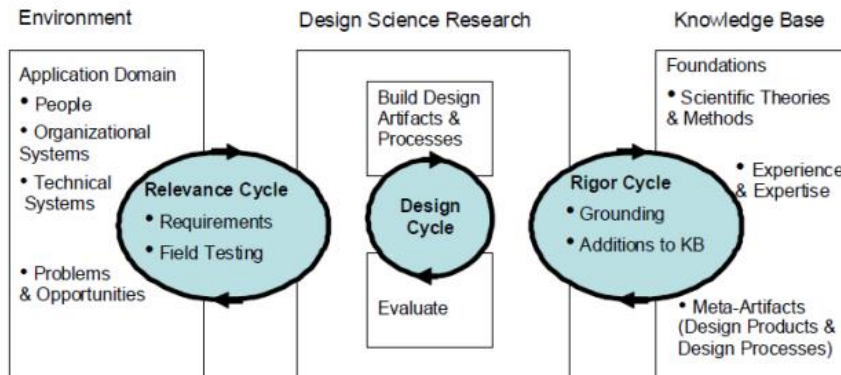 Environment
Design Science Research
Knowledge Base
Application Domain
• People
• Organizational
Systems
• Technical
Systems
• Problems
& Opportunities
Relevance Cycle
• Requirements
• Field Testing
Build Design
Artifacts &
Processes
Design
Cycle
Evaluate
Rigor Cycle
• Grounding
• Additions to KB
Foundations
• Scientific Theories
& Methods
• Experience
& Expertise
• Meta-Artifacts
(Design Products &
Design Processes)